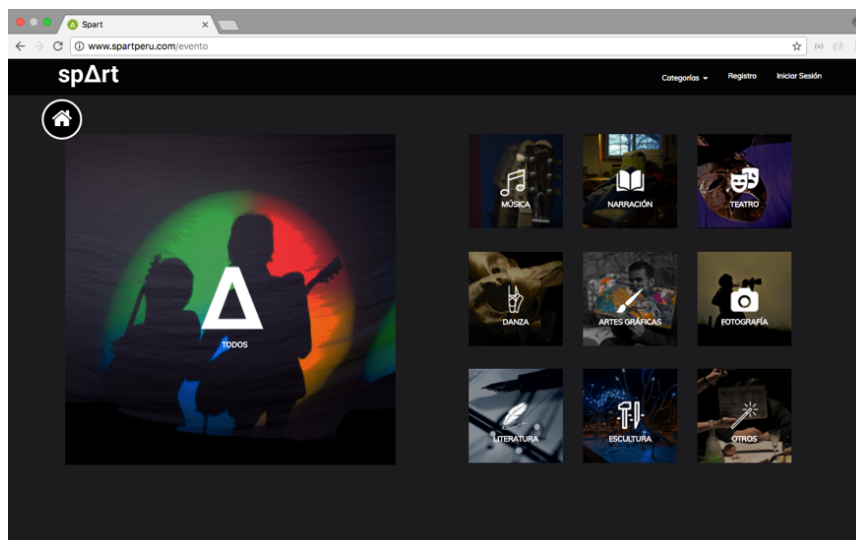 Spart
www.spartperu.com/evento
spΔrt
Categorías Registro Iniciar Sesión
TODOS
MÚSICA
NARRACIÓN
TEATRO
DANZA
ARTES GRÁFICAS
FOTOGRAFÍA
LITERATURA
ESCULTURA
OTROS